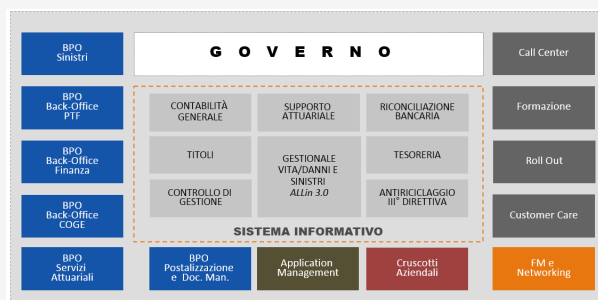 BPO
Sinistri
G O V E R N O
Call Center
BPO
Back-Office
PTF
CONTABILITÀ
GENERALE
SUPPORTO
ATTUARIALE
RICONCILIAZIONE
BANCARIA
Formazione
BPO
Back-Office
Finanza
TITOLI
GESTIONALE
VITA/DANNI E
SINISTRI
ALLin 3.0
TESORERIA
Roll Out
BPO
Back-Office
COGE
CONTROLLO DI
GESTIONE
ANTIRICICLAGGIO
III° DIRETTIVA
Customer Care
SISTEMA INFORMATIVO
BPO
Servizi
Attuariali
BPO
Postalizzazione
e Doc. Man.
Application
Management
Cruscotti
Aziendali
FM e
Networking